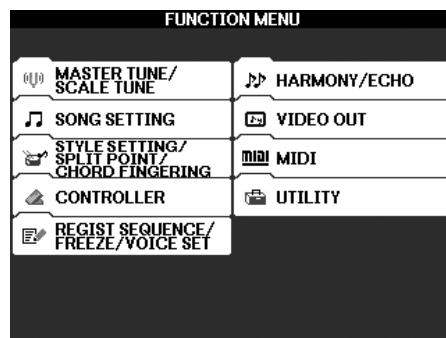 FUNCTION MENU
MASTER TUNE/
SCALE TUNE
SONG SETTING
STYLE SETTING/
SPLIT POINT/
CHORD FINGERING
CONTROLLER
REGIST SEQUENCE/
FREEZE/VOICE SET
HARMONY/ECHO
VIDEO OUT
MIDI MIDI
UTILITY